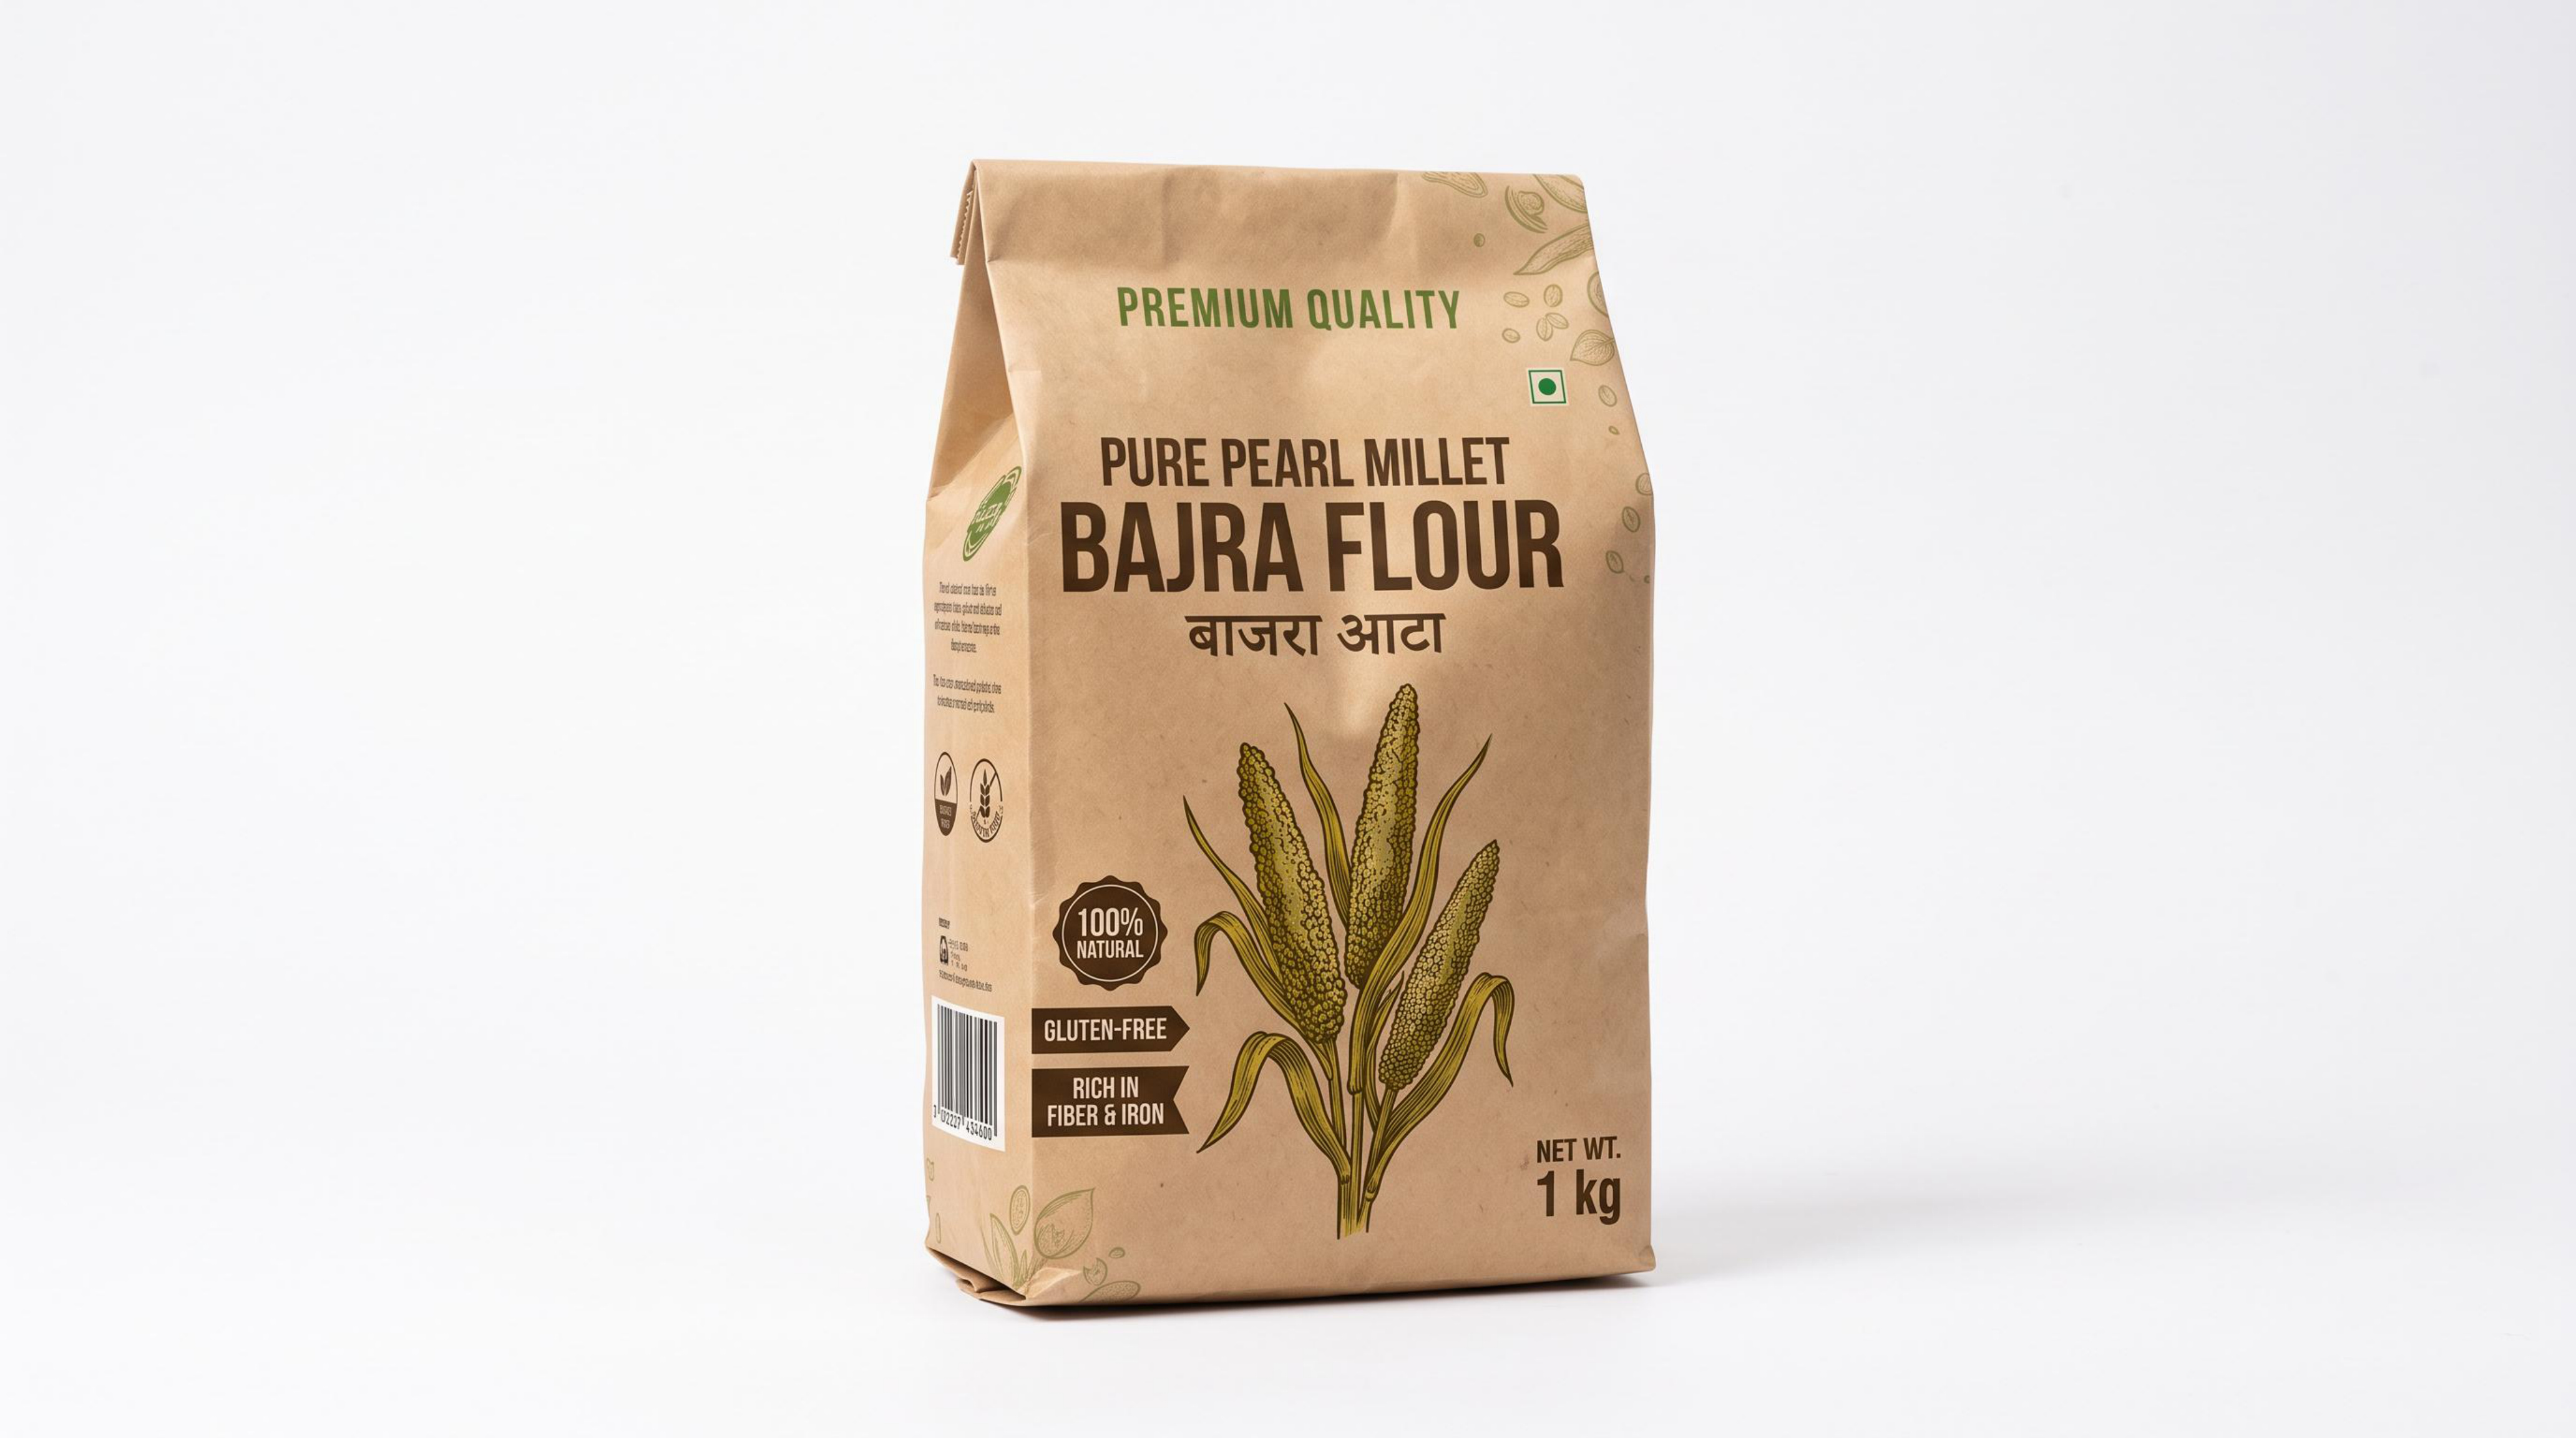 PREMIUM QUALITY
PURE PEARL MILLET
BAJRA FLOUR
बाजरा आटा
100%
NATURAL
GLUTEN-FREE
RICH IN
FIBER & IRON
NET WT.
1 kg